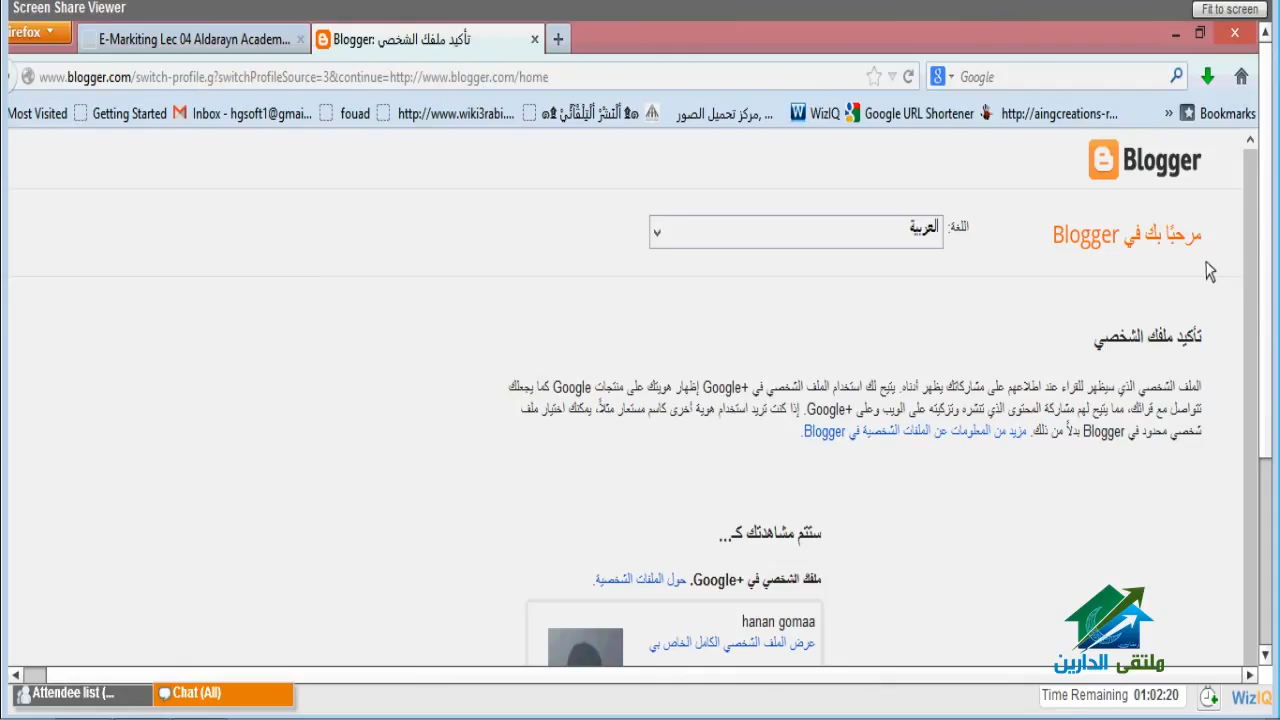 Screen Share Viewer
Fit to screen
irefox
E-Markiting Lec 04 Aldarayn Academ...
Blogger: تأكيد ملفك الشخصي
www.blogger.com/switch-profile.g?switchProfileSource=3&continue=http://www.blogger.com/home
Google
Most Visited
Getting Started
Inbox - hgsoft1@gmai...
fouad
http://www.wiki3rabi...
مركز تحميل الصور, ...
WizIQ
Google URL Shortener
http://aingcreations-r...
» Bookmarks
Blogger
مرحبًا بك في Blogger
اللغة:
العربية
تأكيد ملفك الشخصي
الملف الشخصي الذي سيظهر للقراء عند اطلاعهم على مشاركاتك يظهر أدناه. يتيح لك استخدام الملف الشخصي في +Google إظهار هويتك على منتجات Google كما يجعلك
تتواصل مع قرائك، مما يتيح لهم مشاركة المحتوى الذي تنشره وتزكيته على الويب وعلى +Google. إذا كنت تريد استخدام هوية أخرى كاسم مستعار مثلاً، يمكنك اختيار ملف
شخصي محدود في Blogger بدلاً من ذلك. مزيد من المعلومات عن الملفات الشخصية في Blogger.
ستتم مشاهدتك كـ...
ملفك الشخصي في +Google. حول الملفات الشخصية.
hanan gomaa
عرض الملف الشخصي الكامل الخاص بي
ملتقى الدارين
Attendee list (...
Chat (All)
Time Remaining 01:02:20
WizIQ